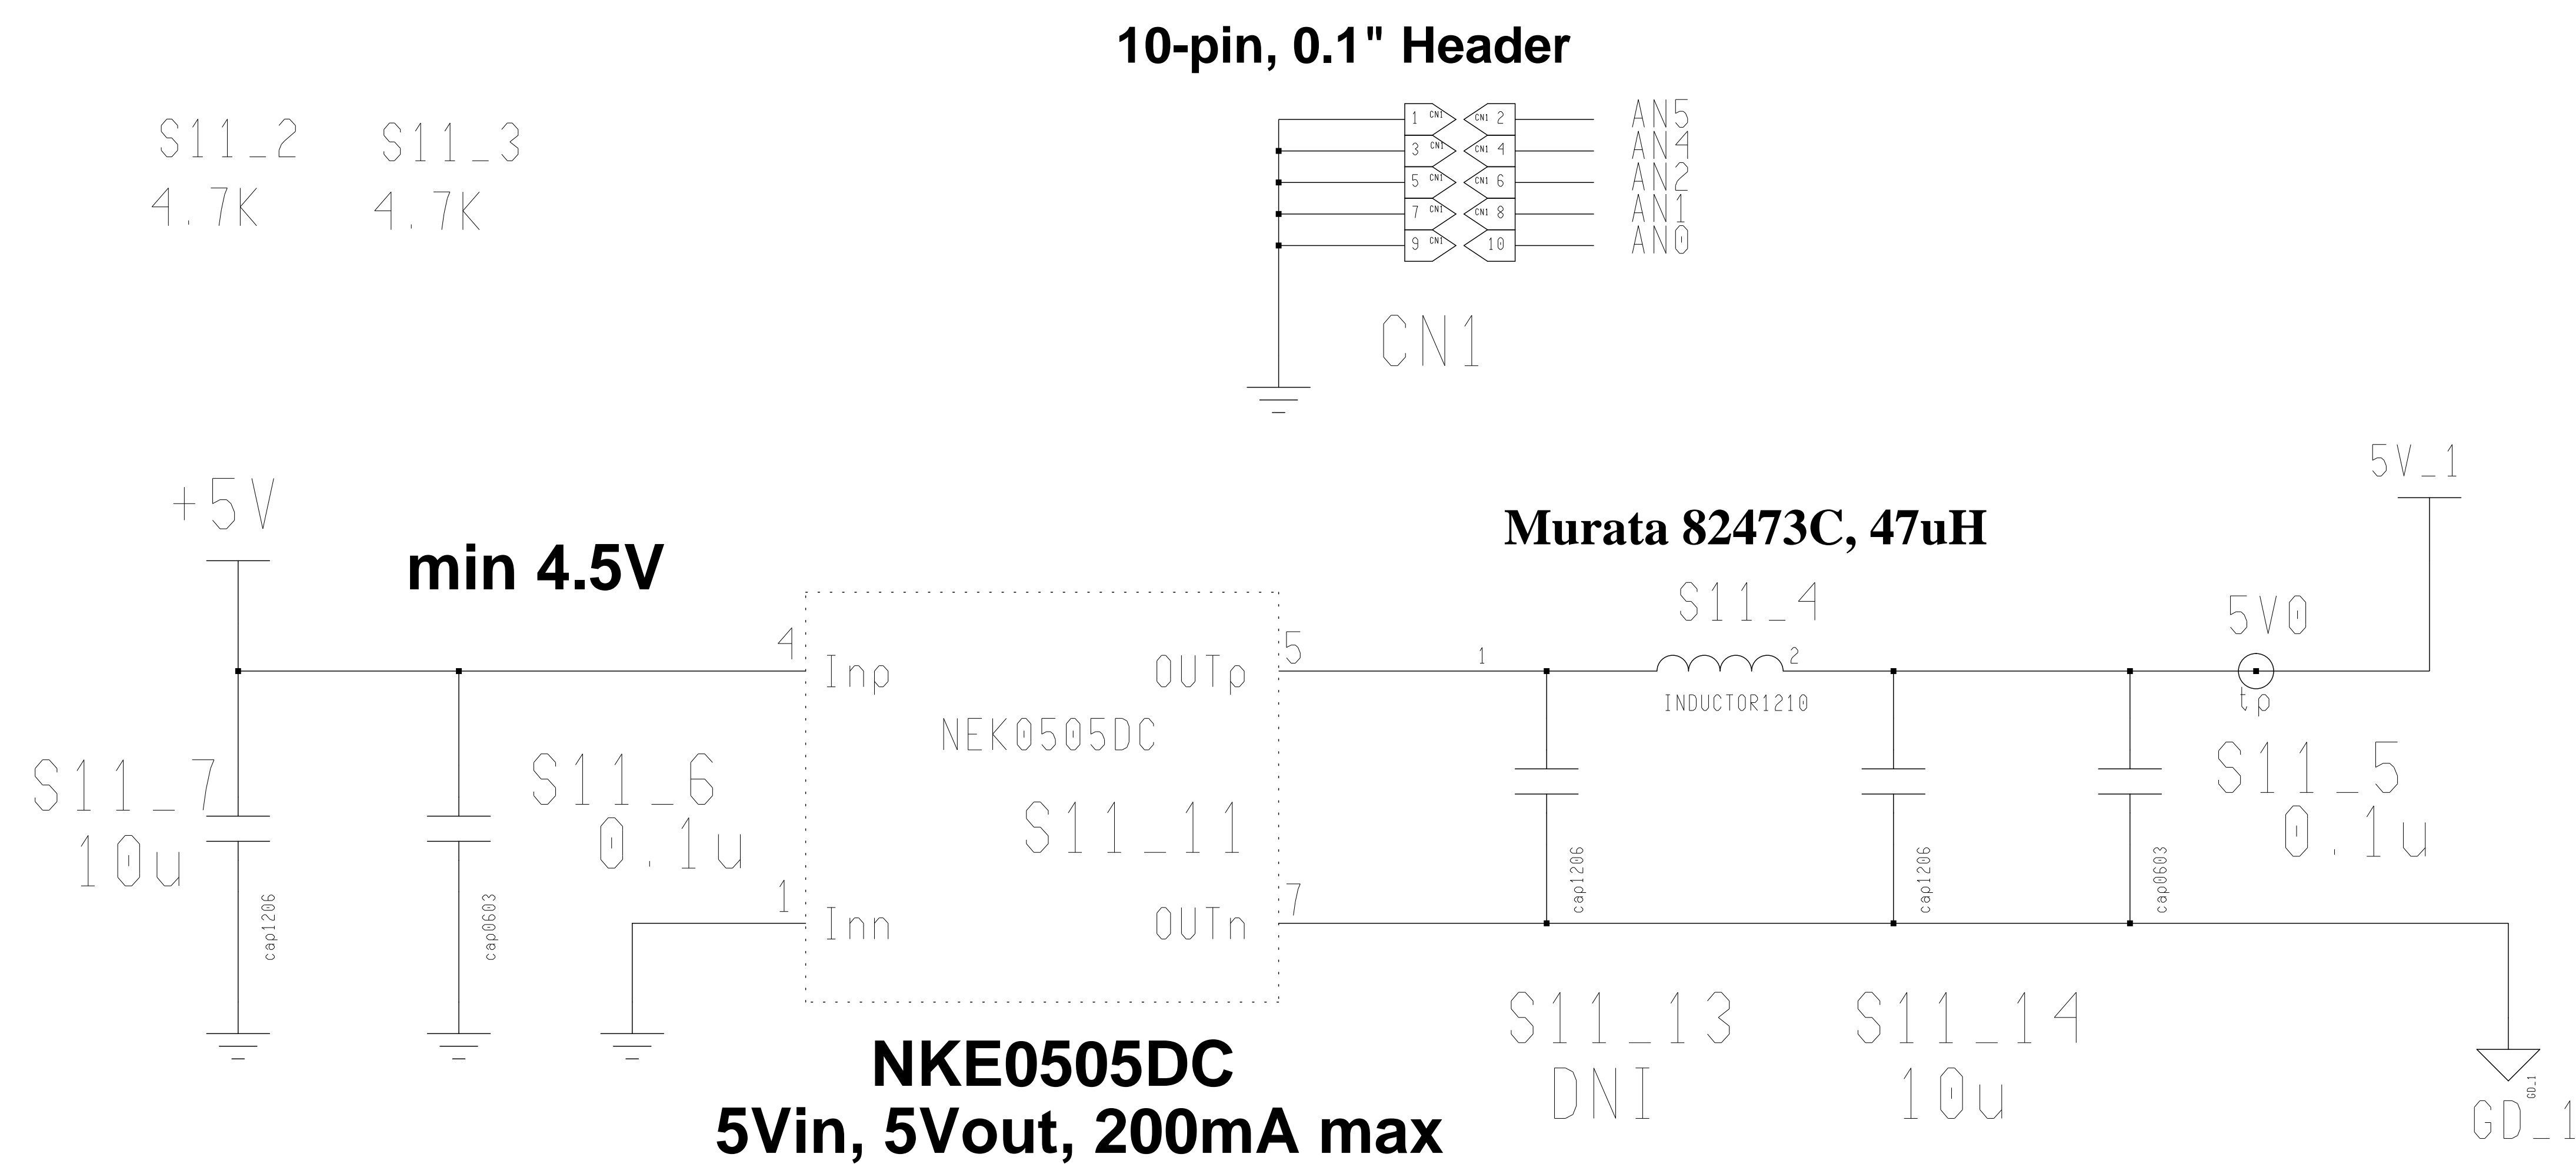 10-pin, 0.1" Header
S11_2 S11_3
4.7K 4.7K
1 CN1 CN1 2 AN5
3 CN1 CN1 4 AN4
5 CN1 CN1 6 AN2
7 CN1 CN1 8 AN1
9 CN1 10 AN0
CN1
5V_1
+5V
min 4.5V
Murata 82473C, 47uH
S11_4
5V0
4 Inp OUTp 5
1 2
INDUCTOR1210
tp
NEK0505DC
S11_7
10u
cap1206
S11_6
0.1u
cap0603
S11_11
S11_5
0.1u
cap1206
cap1206
cap0603
1 Inn OUTn 7
S11_13
DNI
S11_14
10u
NKE0505DC
5Vin, 5Vout, 200mA max
GD_1
GD_1